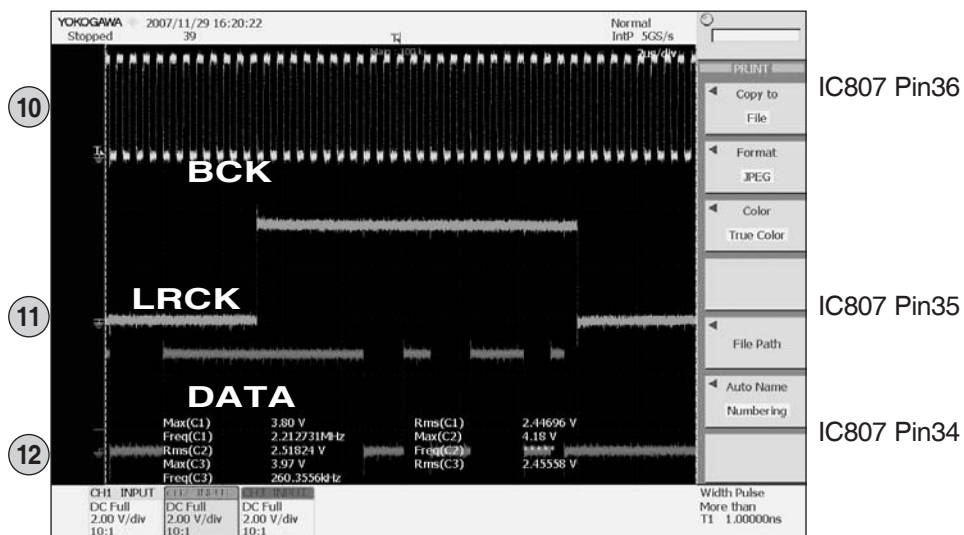 YOKOGAWA 2007/11/29 16:20:22
Stopped 39
Normal
IntP 5GS/s
2us/div
PRINT
Copy to
File
Format
JPEG
Color
True Color
File Path
Auto Name
Numbering
10
IC807 Pin36
BCK
11
LRCK
IC807 Pin35
DATA
12
IC807 Pin34
Max(C1) 3.80 V
Freq(C1) 2.212731MHz
Rms(C2) 2.51824 V
Max(C3) 3.97 V
Freq(C3) 260.3556kHz
Rms(C1) 2.44696 V
Max(C2) 4.18 V
Freq(C2) *****
Rms(C3) 2.45558 V
CH1 INPUT
DC Full
2.00 V/div
10:1
CH2 INPUT
DC Full
2.00 V/div
10:1
CH3 INPUT
DC Full
2.00 V/div
10:1
Width Pulse
More than
T1 1.00000ns